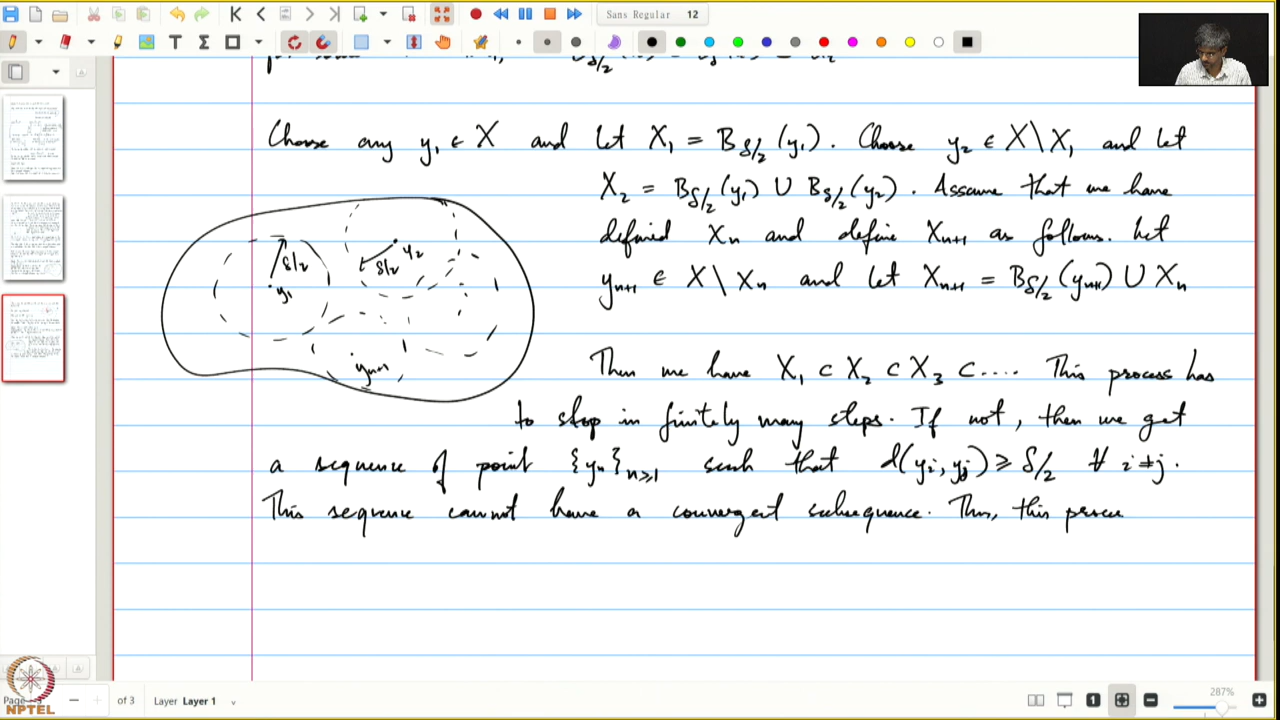 Sans Regular 12
Choose any y₁ ∈ X and let X₁ = B_{δ/2}(y₁). Choose y₂ ∈ X\X₁ and let
X₂ = B_{δ/2}(y₁) ∪ B_{δ/2}(y₂). Assume that we have
defined Xₙ and define Xₙ₊₁ as follows. Let
yₙ₊₁ ∈ X \ Xₙ and let Xₙ₊₁ = B_{δ/2}(yₙ₊₁) ∪ Xₙ
δ/2
y₁
δ/2
y₂
yₙ₊₁
Then we have X₁ ⊂ X₂ ⊂ X₃ ⊂ .... This process has
to stop in finitely many steps. If not, then we get
a sequence of point {yₙ}ₙ≥₁ such that d(yᵢ, yⱼ) ≥ δ/2 ∀ i ≠ j.
This sequence cannot have a convergent subsequence. Thus, this proce
NPTEL
of 3
Layer Layer 1
287%